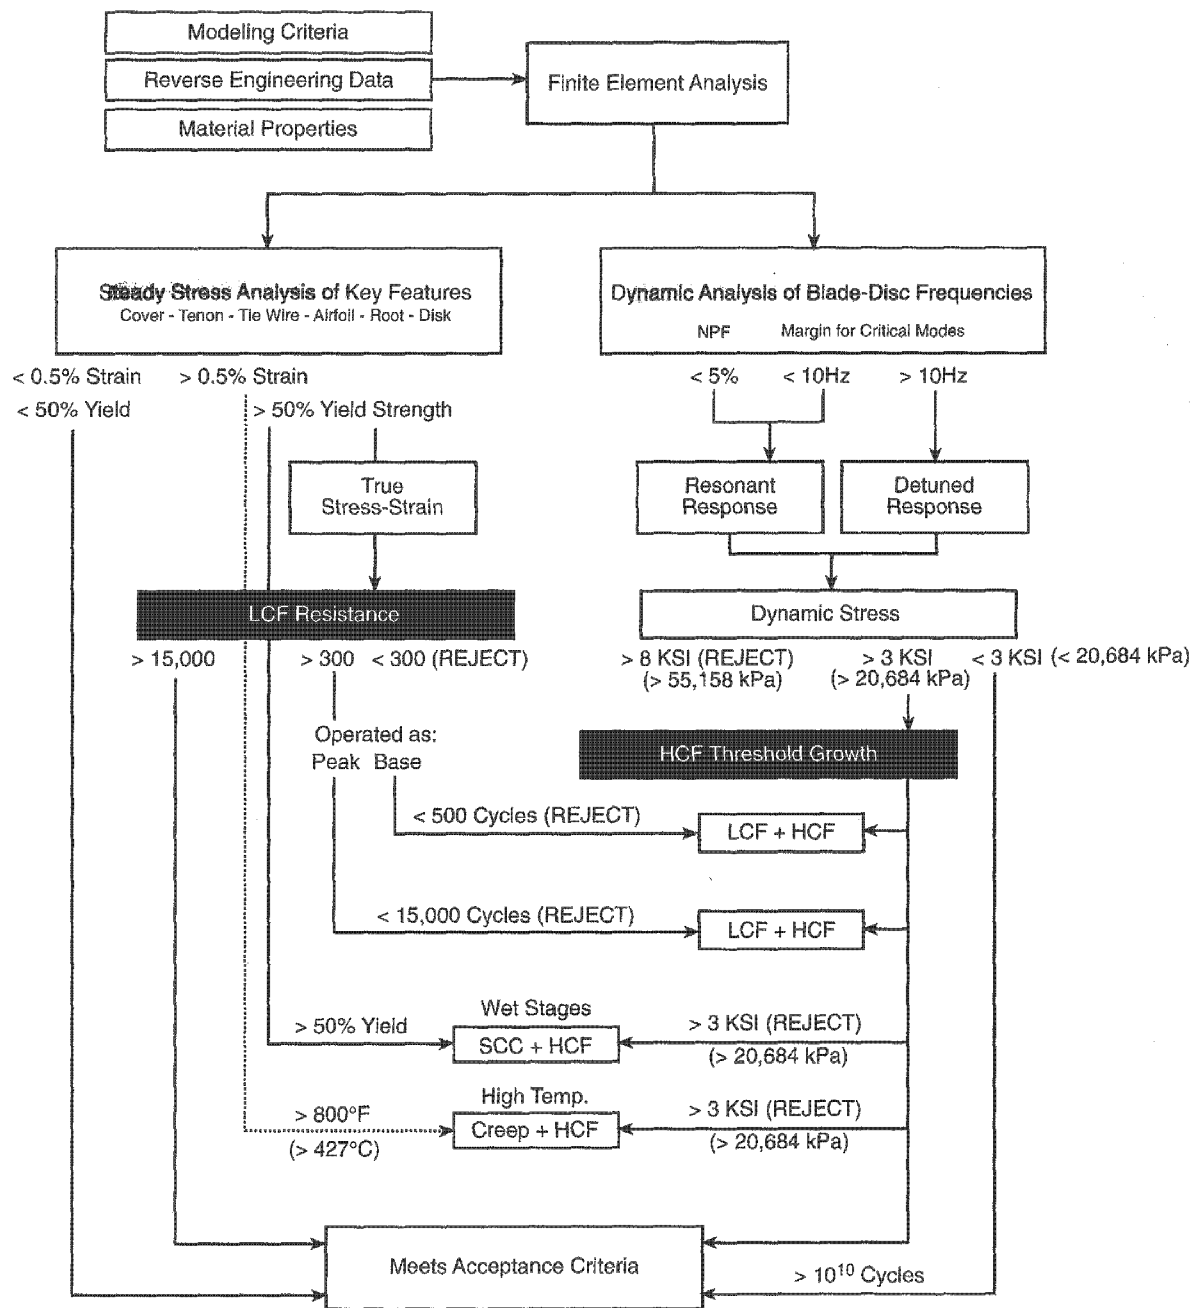 Modeling Criteria
Reverse Engineering Data
Material Properties
Finite Element Analysis
Steady Stress Analysis of Key Features
Cover - Tenon - Tie Wire - Airfoil - Root - Disk
Dynamic Analysis of Blade-Disc Frequencies
NPF Margin for Critical Modes
< 0.5% Strain > 0.5% Strain
< 50% Yield > 50% Yield Strength
< 5% < 10Hz > 10Hz
True
Stress-Strain
Resonant
Response
Detuned
Response
LCF Resistance
Dynamic Stress
> 15,000 > 300 < 300 (REJECT)
> 8 KSI (REJECT)
(> 55,158 kPa)
> 3 KSI
(> 20,684 kPa)
< 3 KSI (< 20,684 kPa)
Operated as:
Peak Base
HCF Threshold Growth
< 500 Cycles (REJECT)
LCF + HCF
< 15,000 Cycles (REJECT)
LCF + HCF
Wet Stages
> 50% Yield
SCC + HCF
> 3 KSI (REJECT)
(> 20,684 kPa)
High Temp.
> 800°F
(> 427°C)
Creep + HCF
> 3 KSI (REJECT)
(> 20,684 kPa)
Meets Acceptance Criteria
> 10¹⁰ Cycles